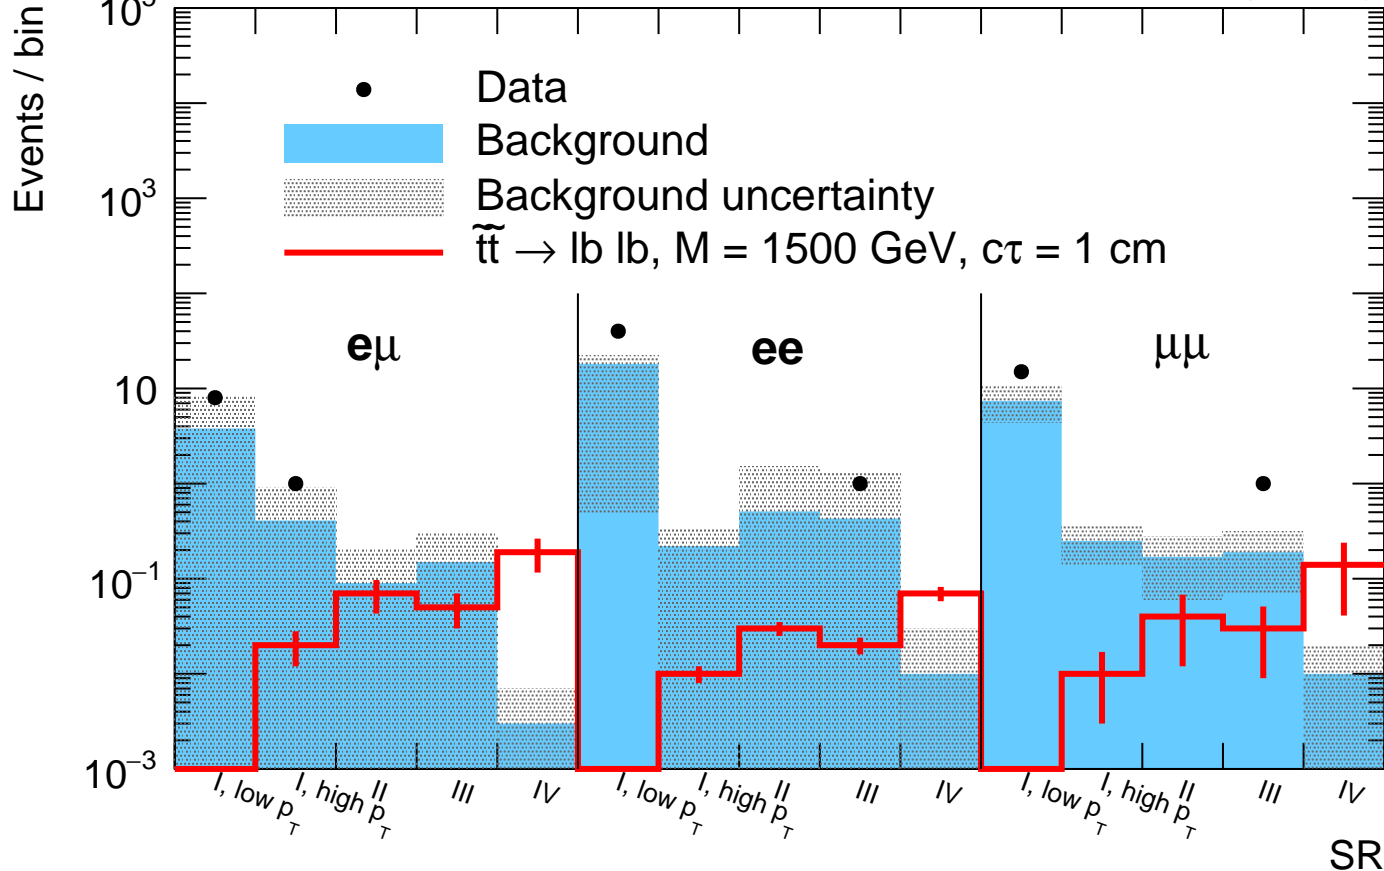 10⁵
Events / bin
Data
Background
10³
Background uncertainty
t̃t̃ → lb lb, M = 1500 GeV, cτ = 1 cm
eμ ee μμ
10
10⁻¹
10⁻³
I, low p_T I, high p_T II III IV I, low p_T I, high p_T II III IV I, low p_T I, high p_T II III IV
SR